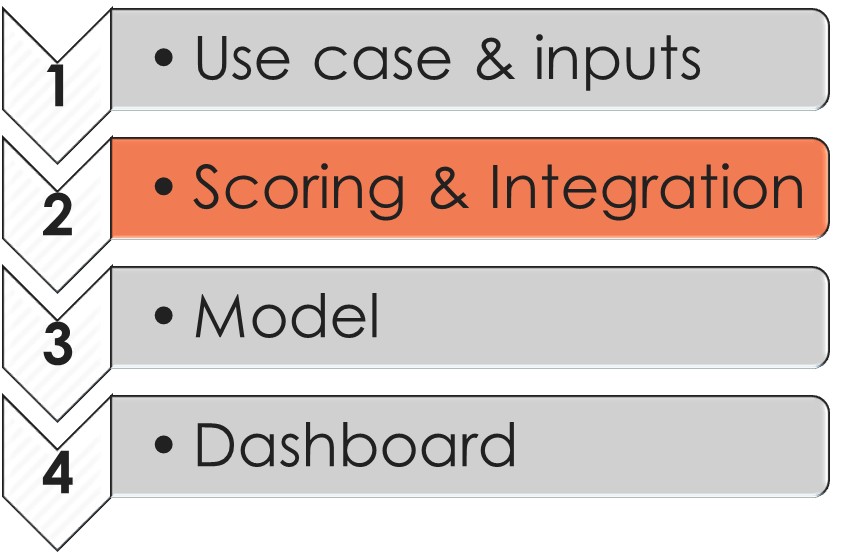 1 • Use case & inputs
2 • Scoring & Integration
3 • Model
4 • Dashboard